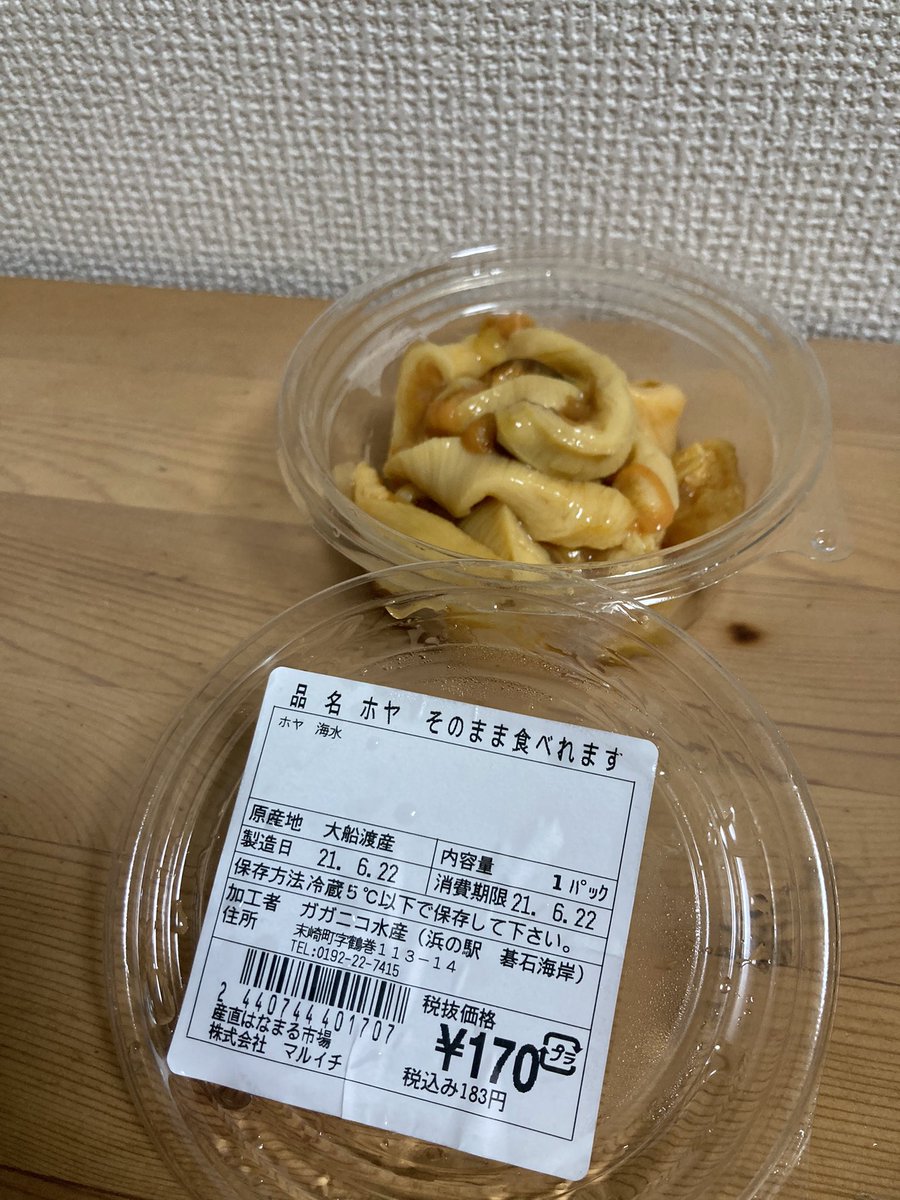 品 名 ホヤ そのまま食べれます
ホヤ 海水
原産地 大船渡産 内容量 1パック
製造日 21. 6.22 消費期限 21. 6.22
保存方法 冷蔵5℃以下で保存して下さい。
加工者 ガガニコ水産（浜の駅 碁石海岸）
住所 末崎町字鶴巻１１３－１４
TEL:0192-22-7415
2 440744 401707
産直はなまる市場
株式会社 マルイチ
税抜価格
¥170
プラ
税込み183円